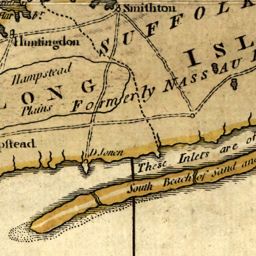 Smithton
Huntingdon
SUFFOLK
ISL
Hampstead
LONG
Plains
Formerly NASSAU
pstead
D. Jones
These Inlets are of
South Beach of Sand and